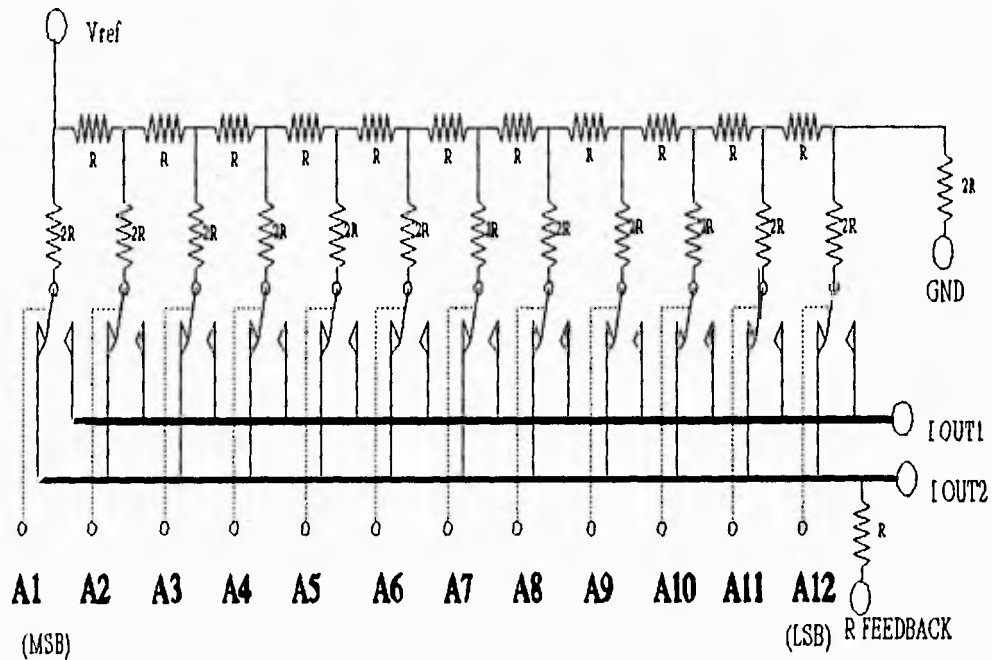 Vref
R R R R R R R R R R R
2R
2R 2R 2R 2R 2R 2R 2R 2R 2R 2R 2R 2R
GND
I OUT1
I OUT2
R
A1 A2 A3 A4 A5 A6 A7 A8 A9 A10 A11 A12
(MSB) (LSB) R FEEDBACK